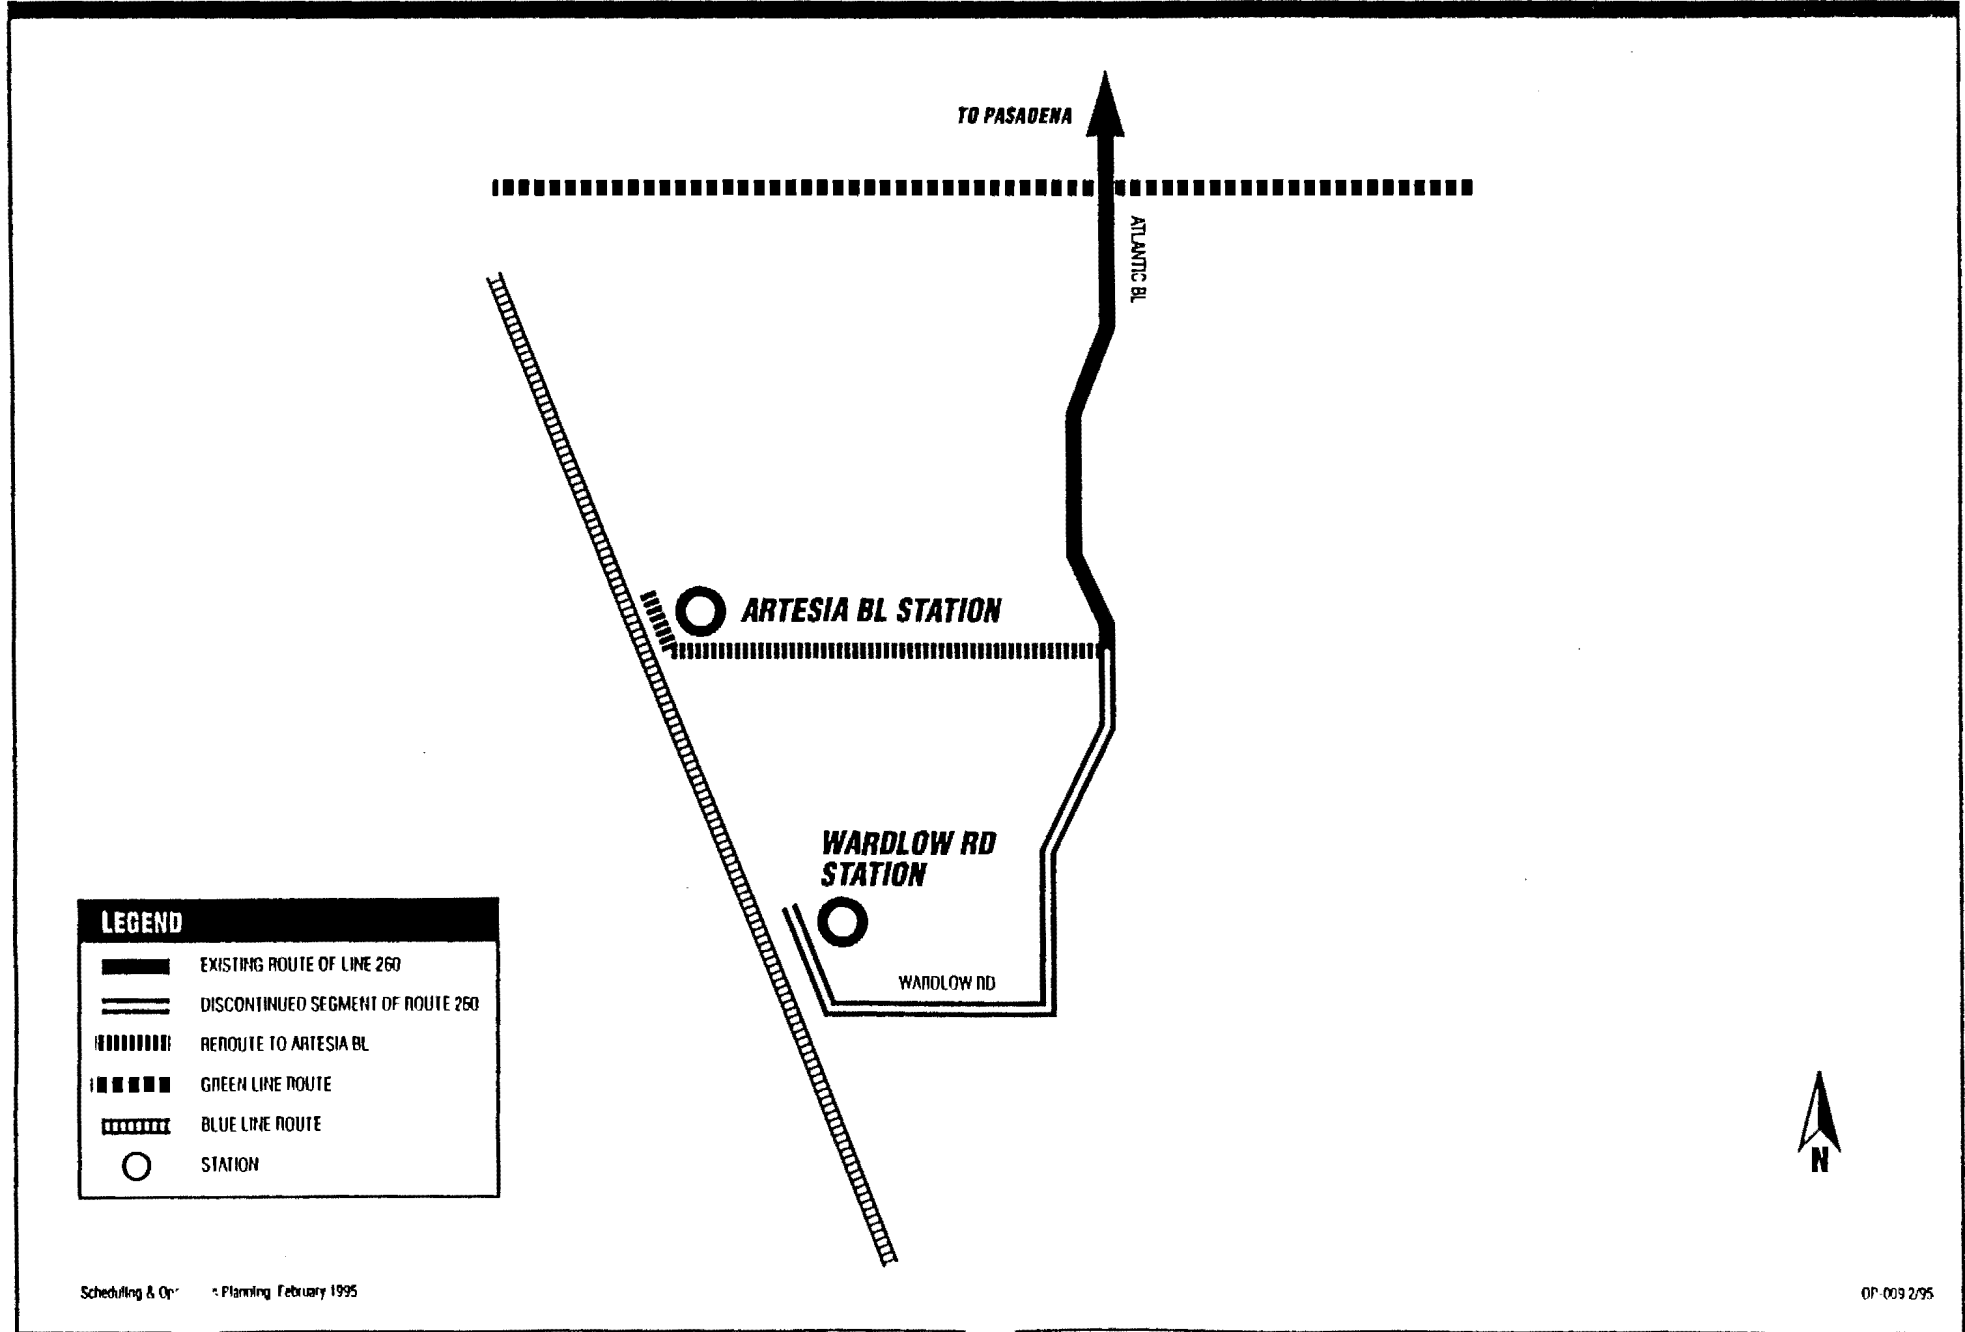 TO PASADENA
ATLANTIC BL
ARTESIA BL STATION
WARDLOW RD
STATION
WARDLOW RD
LEGEND
EXISTING ROUTE OF LINE 260
DISCONTINUED SEGMENT OF ROUTE 260
REROUTE TO ARTESIA BL
GREEN LINE ROUTE
BLUE LINE ROUTE
STATION
N
Scheduling & Planning February 1995
OP-009 2/95